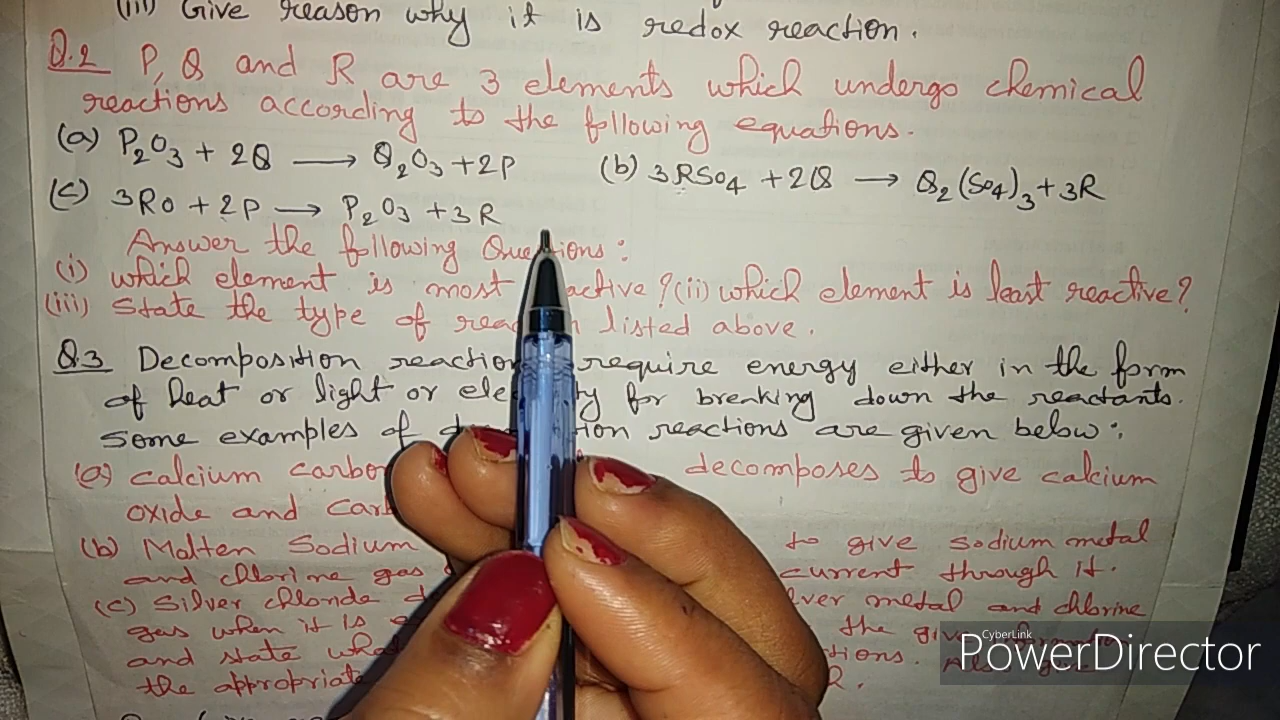 (iii) Give reason why it is redox reaction.
Q.2 P, Q and R are 3 elements which undergo chemical
reactions according to the following equations.
(a) P₂O₃ + 2Q ⟶ Q₂O₃ + 2P (b) 3RSO₄ + 2Q → Q₂(SO₄)₃ + 3R
(c) 3RO + 2P ⟶ P₂O₃ + 3R
Answer the following Questions:
(i) which element is most active? (ii) which element is least reactive?
(iii) State the type of listed above.
Q.3 Decomposition reaction require energy either in the form
of heat or light or for breaking down the reactants.
Some examples of reactions are given below:
(a) calcium decomposes to give calcium
oxide and
(b) Molten Sodium to give sodium metal
and chlorine gas current through it.
(c) Silver chloride metal and chlorine
gas when it is the
and state
the appropriate
CyberLink
PowerDirector